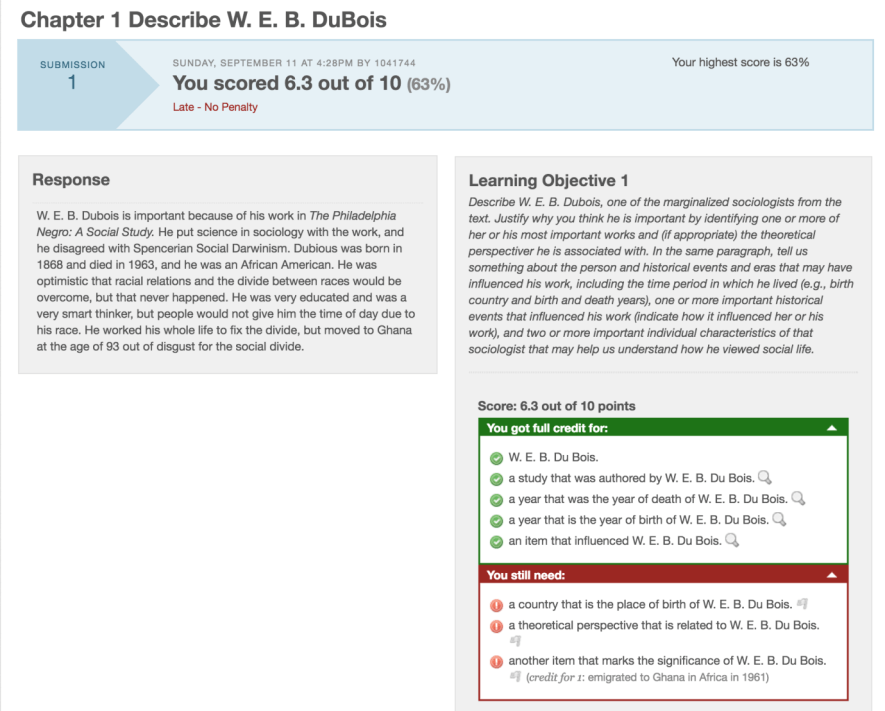 Chapter 1 Describe W. E. B. DuBois
SUBMISSION
1
SUNDAY, SEPTEMBER 11 AT 4:28PM BY 1041744
You scored 6.3 out of 10 (63%)
Late - No Penalty
Your highest score is 63%
Response
W. E. B. Dubois is important because of his work in The Philadelphia
Negro: A Social Study. He put science in sociology with the work, and
he disagreed with Spencerian Social Darwinism. Dubious was born in
1868 and died in 1963, and he was an African American. He was
optimistic that racial relations and the divide between races would be
overcome, but that never happened. He was very educated and was a
very smart thinker, but people would not give him the time of day due to
his race. He worked his whole life to fix the divide, but moved to Ghana
at the age of 93 out of disgust for the social divide.
Learning Objective 1
Describe W. E. B. Dubois, one of the marginalized sociologists from the
text. Justify why you think he is important by identifying one or more of
her or his most important works and (if appropriate) the theoretical
perspectiver he is associated with. In the same paragraph, tell us
something about the person and historical events and eras that may have
influenced his work, including the time period in which he lived (e.g., birth
country and birth and death years), one or more important historical
events that influenced his work (indicate how it influenced her or his
work), and two or more important individual characteristics of that
sociologist that may help us understand how he viewed social life.
Score: 6.3 out of 10 points
You got full credit for:
W. E. B. Du Bois.
a study that was authored by W. E. B. Du Bois.
a year that was the year of death of W. E. B. Du Bois.
a year that is the year of birth of W. E. B. Du Bois.
an item that influenced W. E. B. Du Bois.
You still need:
a country that is the place of birth of W. E. B. Du Bois.
a theoretical perspective that is related to W. E. B. Du Bois.
another item that marks the significance of W. E. B. Du Bois.
(credit for 1: emigrated to Ghana in Africa in 1961)